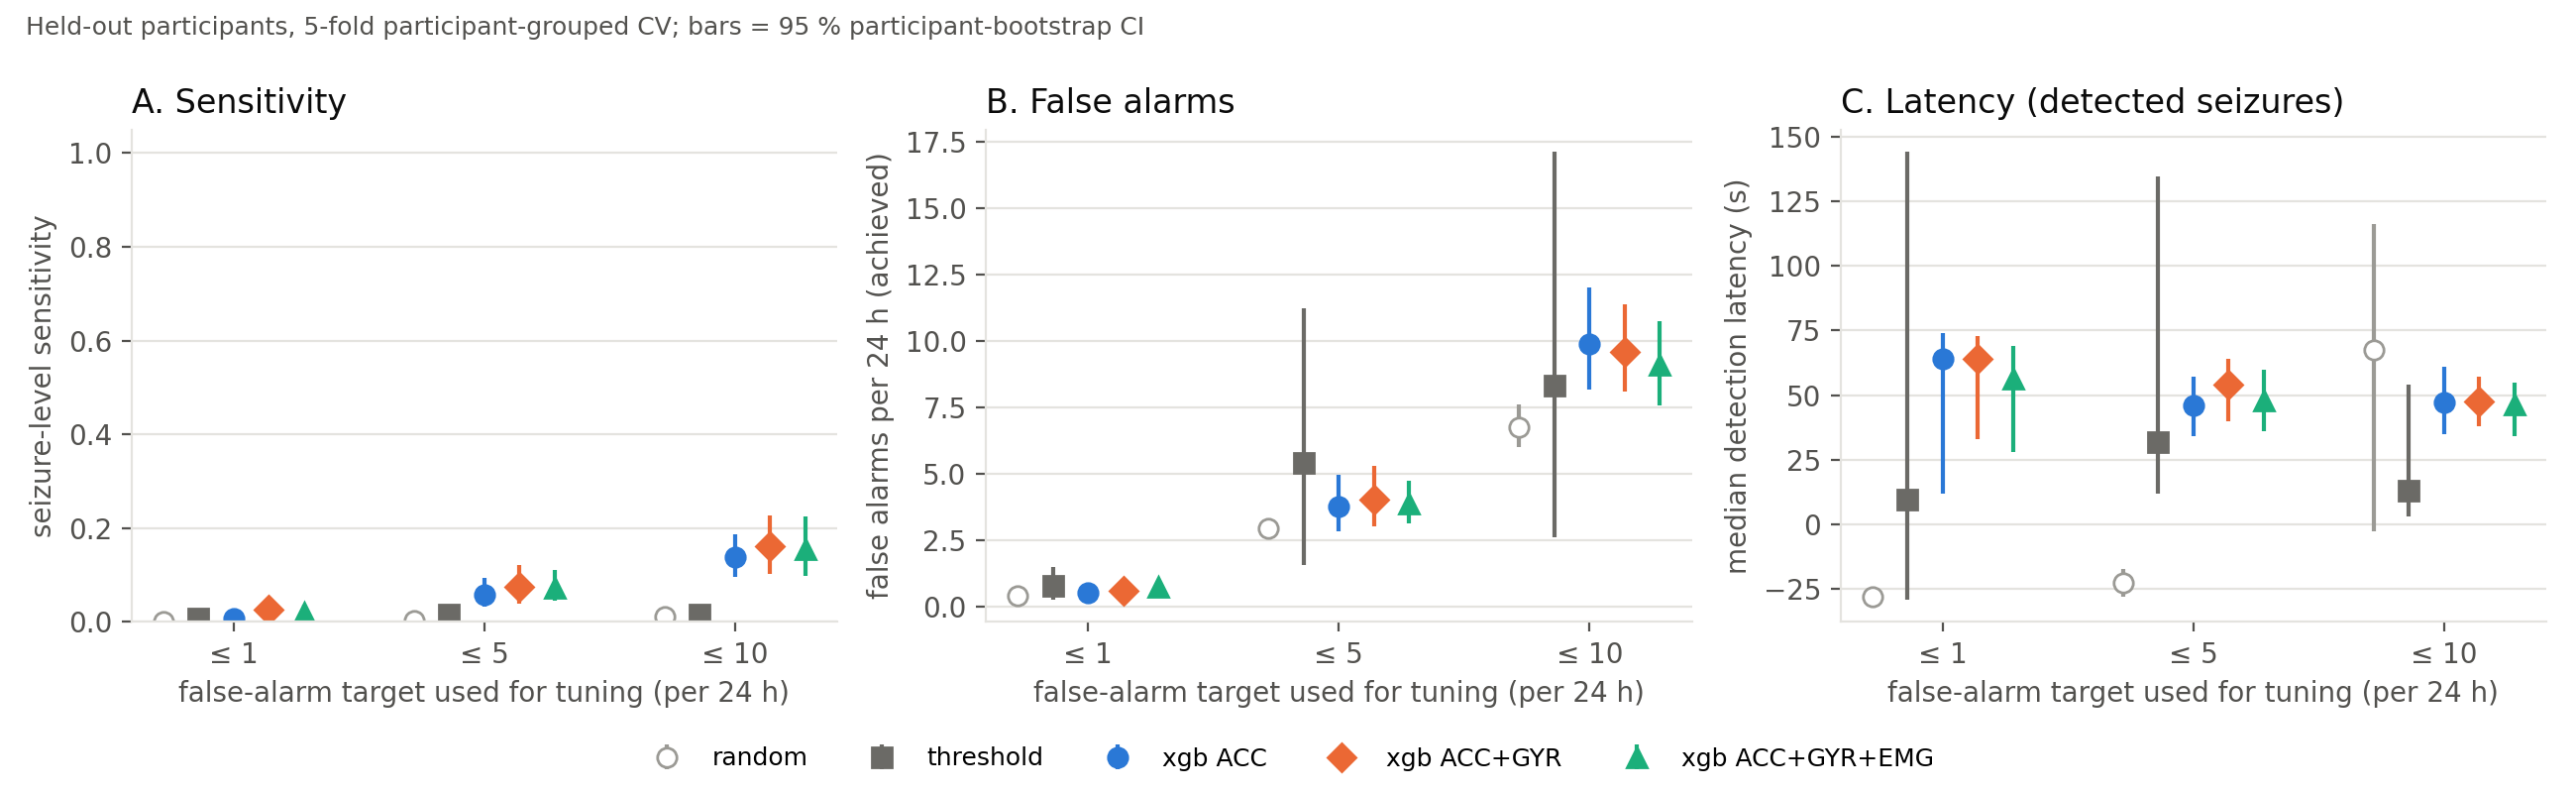 Held-out participants, 5-fold participant-grouped CV; bars = 95 % participant-bootstrap CI
A. Sensitivity
seizure-level sensitivity
1.0
0.8
0.6
0.4
0.2
0.0
≤ 1
≤ 5
≤ 10
false-alarm target used for tuning (per 24 h)
B. False alarms
false alarms per 24 h (achieved)
17.5
15.0
12.5
10.0
7.5
5.0
2.5
0.0
≤ 1
≤ 5
≤ 10
false-alarm target used for tuning (per 24 h)
C. Latency (detected seizures)
median detection latency (s)
150
125
100
75
50
25
0
−25
≤ 1
≤ 5
≤ 10
false-alarm target used for tuning (per 24 h)
random
threshold
xgb ACC
xgb ACC+GYR
xgb ACC+GYR+EMG